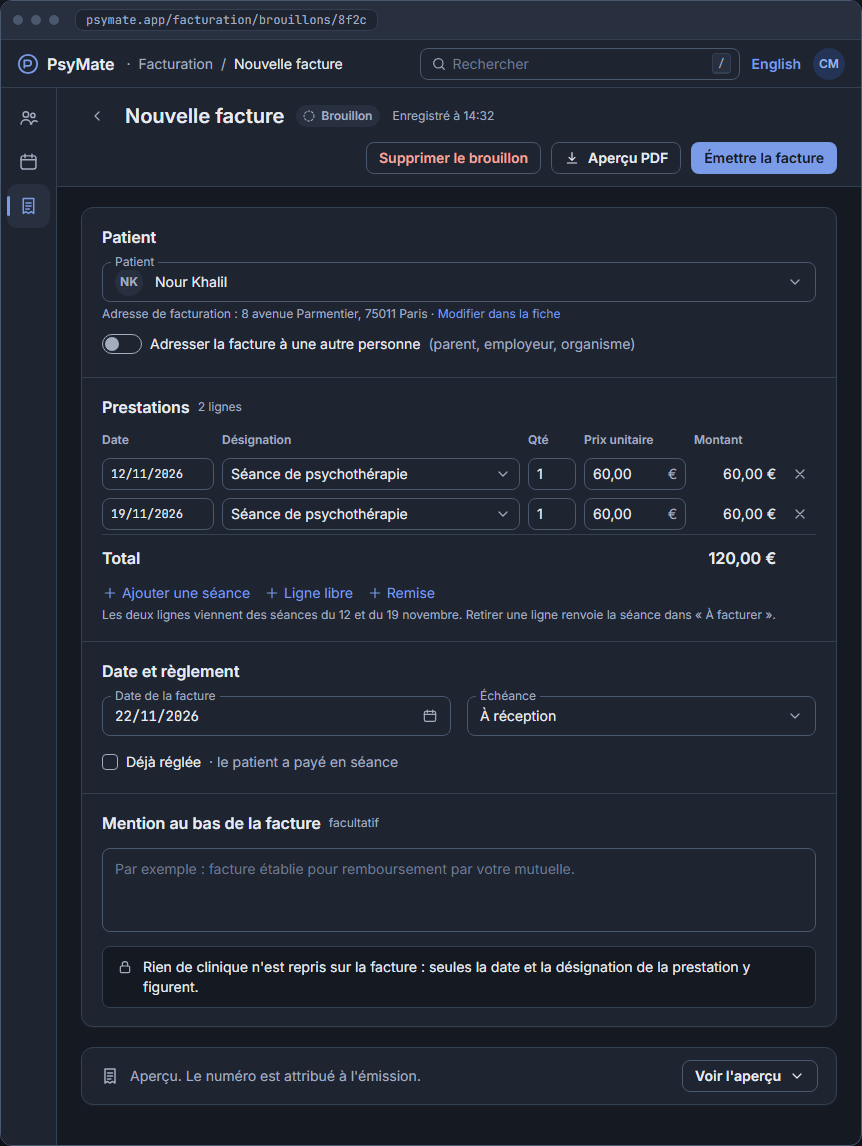 psymate.app/facturation/brouillons/8f2c
PsyMate · Facturation / Nouvelle facture
Rechercher /
English
CM
Nouvelle facture
Brouillon
Enregistré à 14:32
Supprimer le brouillon
Aperçu PDF
Émettre la facture
Patient
Patient
NK Nour Khalil
Adresse de facturation : 8 avenue Parmentier, 75011 Paris · Modifier dans la fiche
Adresser la facture à une autre personne (parent, employeur, organisme)
Prestations 2 lignes
Date Désignation Qté Prix unitaire Montant
12/11/2026 Séance de psychothérapie 1 60,00 € 60,00 €
19/11/2026 Séance de psychothérapie 1 60,00 € 60,00 €
Total 120,00 €
+ Ajouter une séance + Ligne libre + Remise
Les deux lignes viennent des séances du 12 et du 19 novembre. Retirer une ligne renvoie la séance dans « À facturer ».
Date et règlement
Date de la facture Échéance
22/11/2026 À réception
Déjà réglée · le patient a payé en séance
Mention au bas de la facture facultatif
Par exemple : facture établie pour remboursement par votre mutuelle.
Rien de clinique n'est repris sur la facture : seules la date et la désignation de la prestation y
figurent.
Aperçu. Le numéro est attribué à l'émission.
Voir l'aperçu